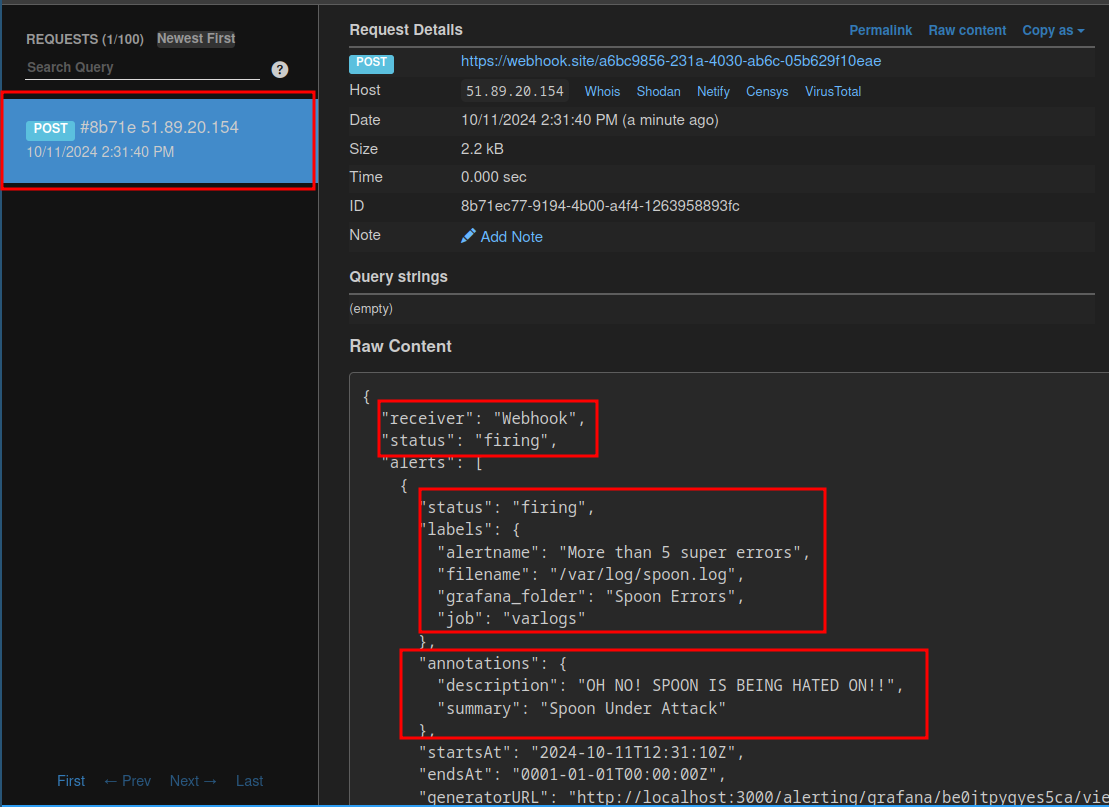 REQUESTS (1/100) Newest First
Search Query
?
POST #8b71e 51.89.20.154
10/11/2024 2:31:40 PM
First ← Prev Next → Last
Request Details Permalink Raw content Copy as
POST https://webhook.site/a6bc9856-231a-4030-ab6c-05b629f10eae
Host 51.89.20.154 Whois Shodan Netify Censys VirusTotal
Date 10/11/2024 2:31:40 PM (a minute ago)
Size 2.2 kB
Time 0.000 sec
ID 8b71ec77-9194-4b00-a4f4-1263958893fc
Note Add Note
Query strings
(empty)
Raw Content
{
"receiver": "Webhook",
"status": "firing",
"alerts": [
{
"status": "firing",
"labels": {
"alertname": "More than 5 super errors",
"filename": "/var/log/spoon.log",
"grafana_folder": "Spoon Errors",
"job": "varlogs"
},
"annotations": {
"description": "OH NO! SPOON IS BEING HATED ON!!",
"summary": "Spoon Under Attack"
},
"startsAt": "2024-10-11T12:31:10Z",
"endsAt": "0001-01-01T00:00:00Z",
"generatorURL": "http://localhost:3000/alerting/grafana/be0jtpyqyes5ca/vie